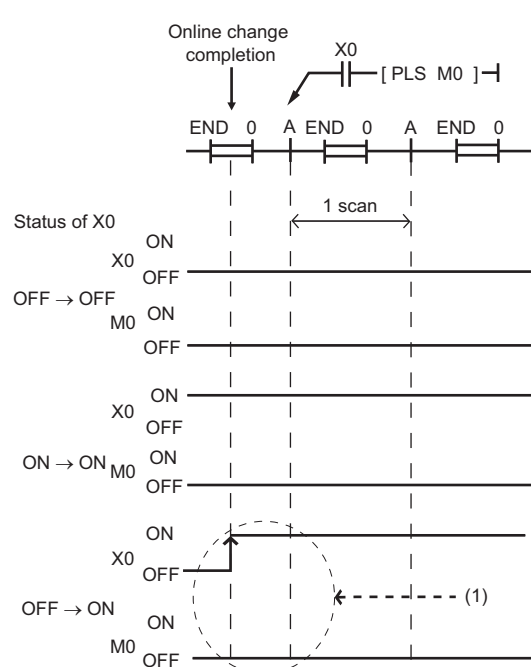 Online change
completion
X0
[ PLS M0 ]
END 0 A END 0 A END 0
1 scan
Status of X0
ON
X0
OFF
OFF → OFF
ON
M0
OFF
ON
X0
OFF
ON → ON
ON
M0
OFF
ON
X0
OFF
(1)
OFF → ON
ON
M0
OFF